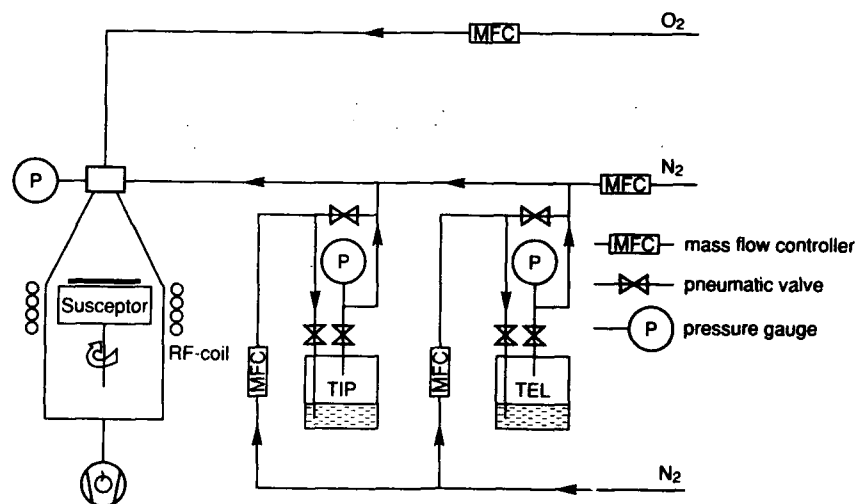 MFC
O2
P
N2
MFC
P
P
MFC mass flow controller
pneumatic valve
P pressure gauge
Susceptor
RF-coil
MFC
TIP
MFC
TEL
N2